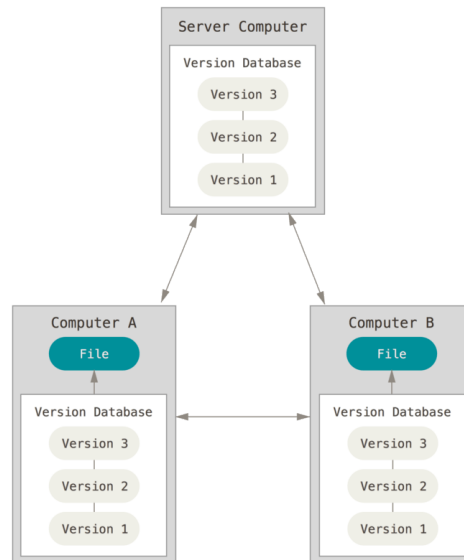 Server Computer
Version Database
Version 3
Version 2
Version 1
Computer A
File
Version Database
Version 3
Version 2
Version 1
Computer B
File
Version Database
Version 3
Version 2
Version 1